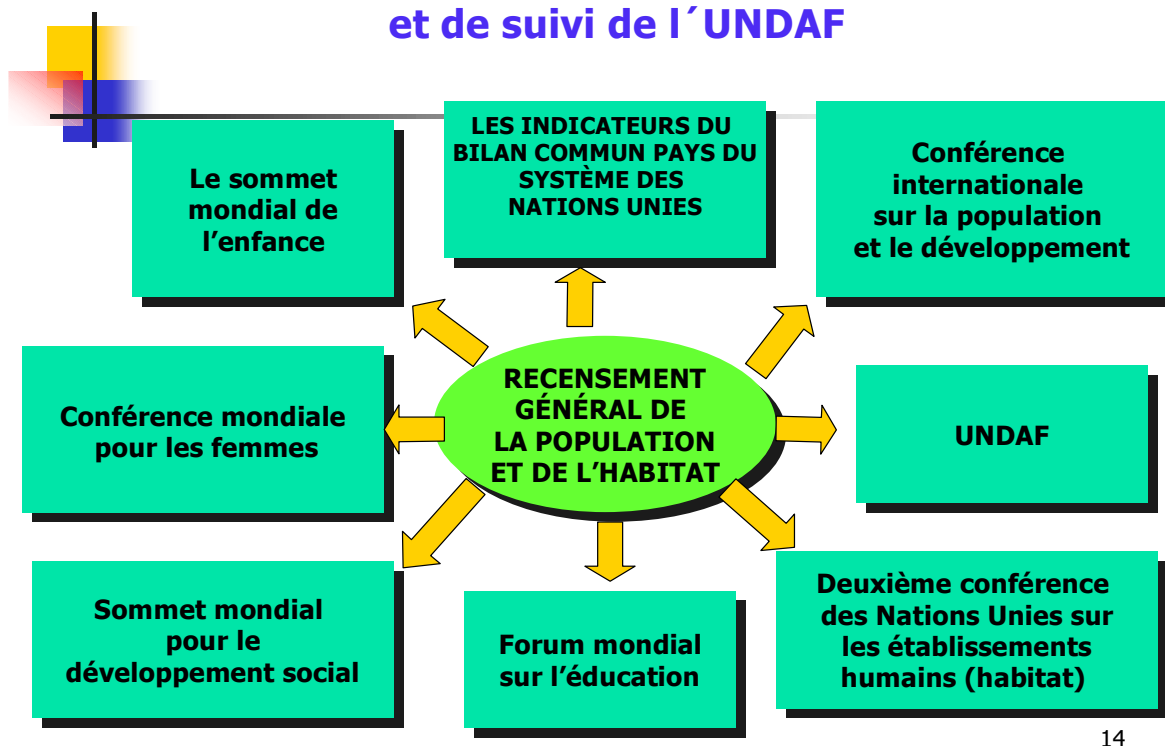 et de suivi de l´UNDAF
Le sommet
mondial de
l’enfance
LES INDICATEURS DU
BILAN COMMUN PAYS DU
SYSTÈME DES
NATIONS UNIES
Conférence
internationale
sur la population
et le développement
Conférence mondiale
pour les femmes
RECENSEMENT
GÉNÉRAL DE
LA POPULATION
ET DE L’HABITAT
UNDAF
Sommet mondial
pour le
développement social
Forum mondial
sur l’éducation
Deuxième conférence
des Nations Unies sur
les établissements
humains (habitat)
14